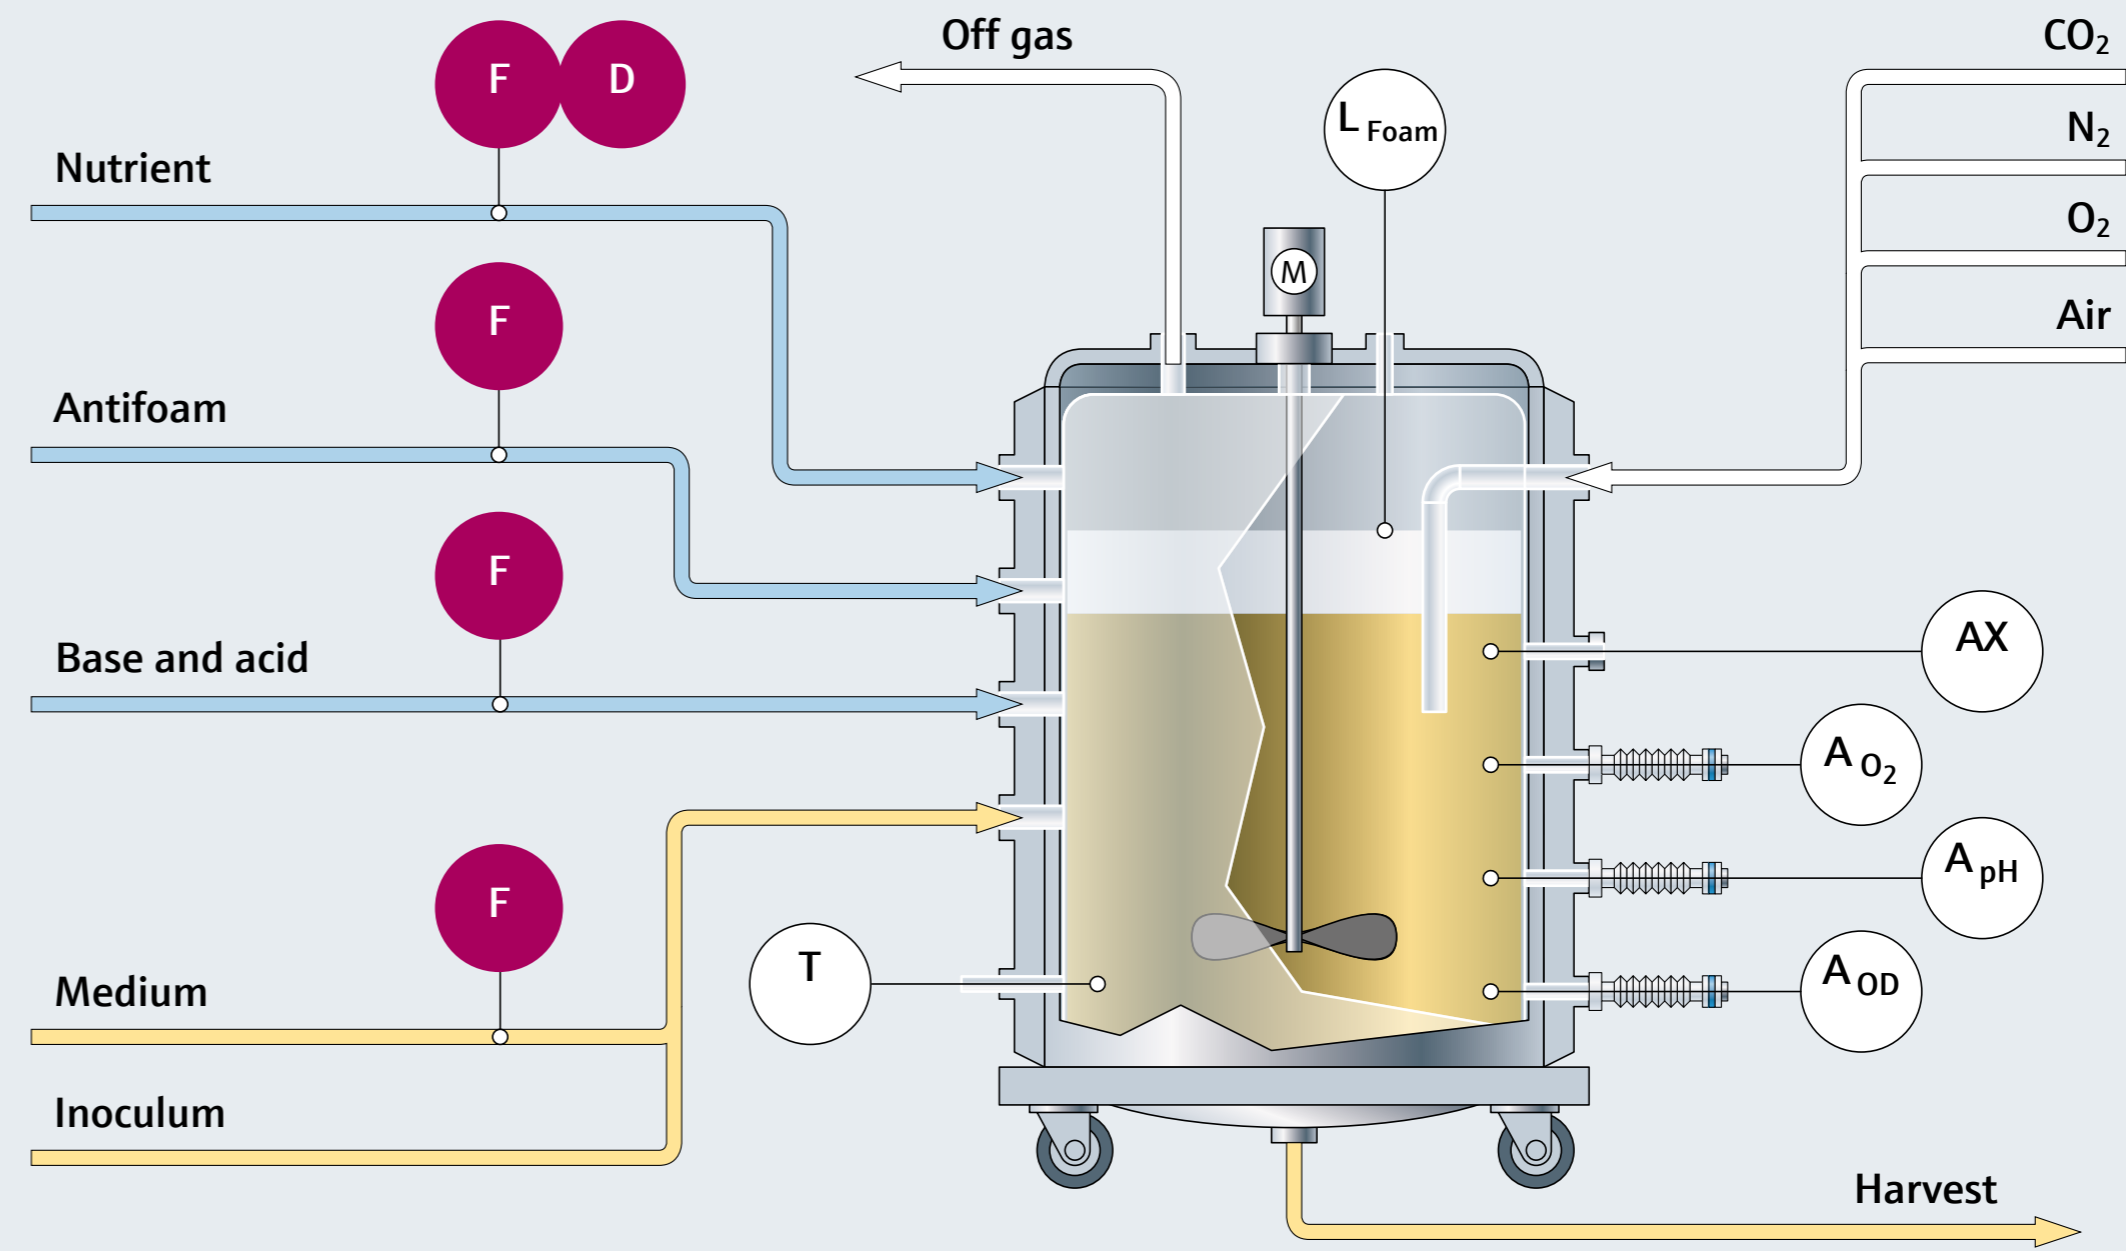 Off gas
CO₂
F D
L Foam
N₂
Nutrient
O₂
M
F
Air
Antifoam
F
Base and acid
AX
A O₂
A pH
F
T
A OD
Medium
Inoculum
Harvest